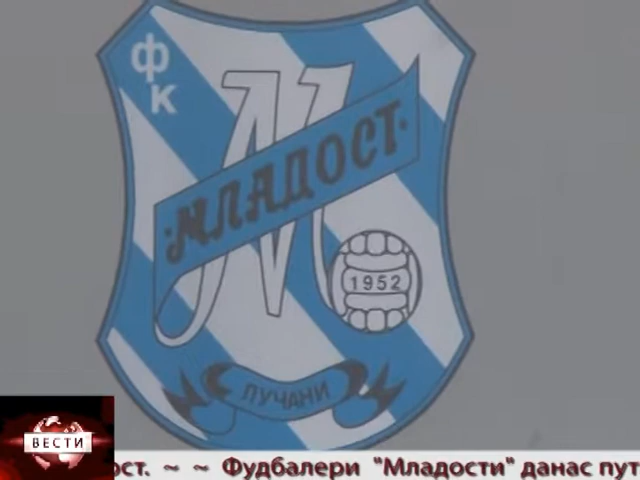 ФК
М
·МЛАДОСТ·
1952
ЛУЧАНИ
ВЕСТИ
ост. ~ ~ Фудбалери "Младости" данас пут